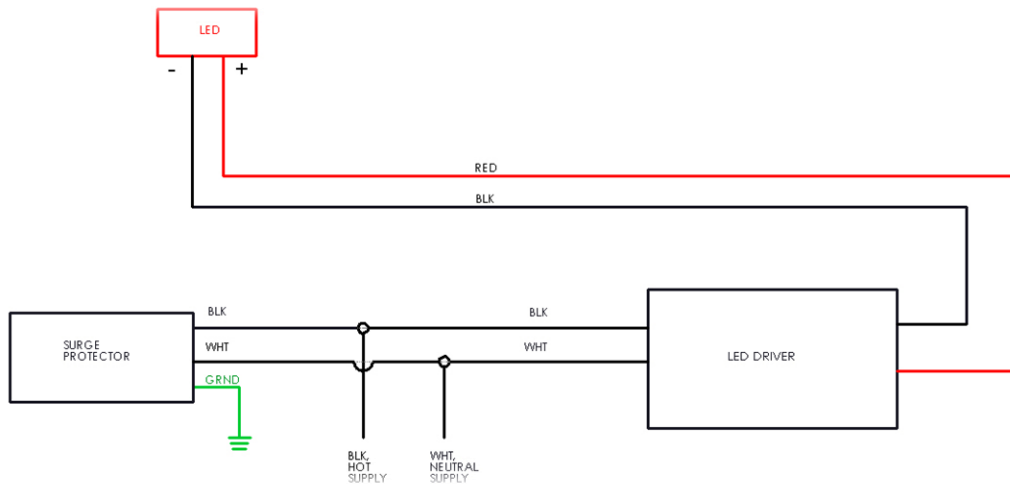 LED
- +
RED
BLK
BLK
BLK
SURGE
PROTECTOR
WHT
WHT
LED DRIVER
GRND
BLK,
HOT
SUPPLY
WHT,
NEUTRAL
SUPPLY